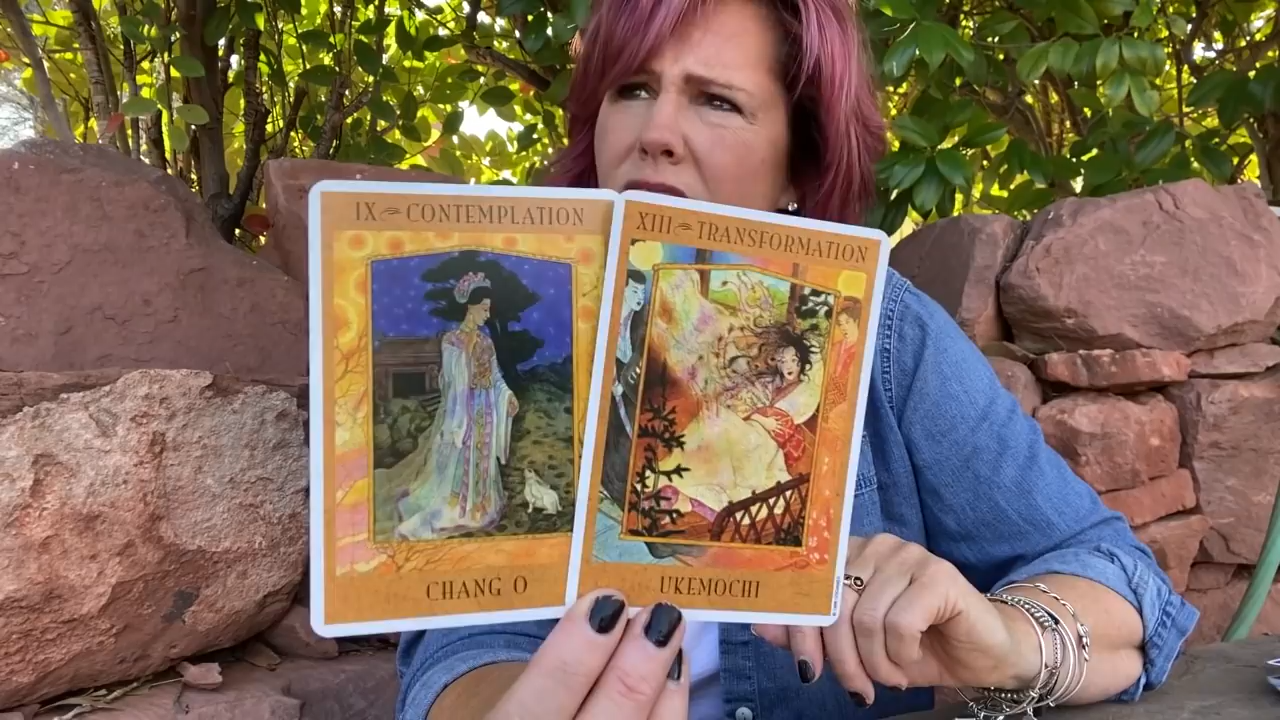 IX CONTEMPLATION
CHANG O
XIII TRANSFORMATION
UKEMOCHI